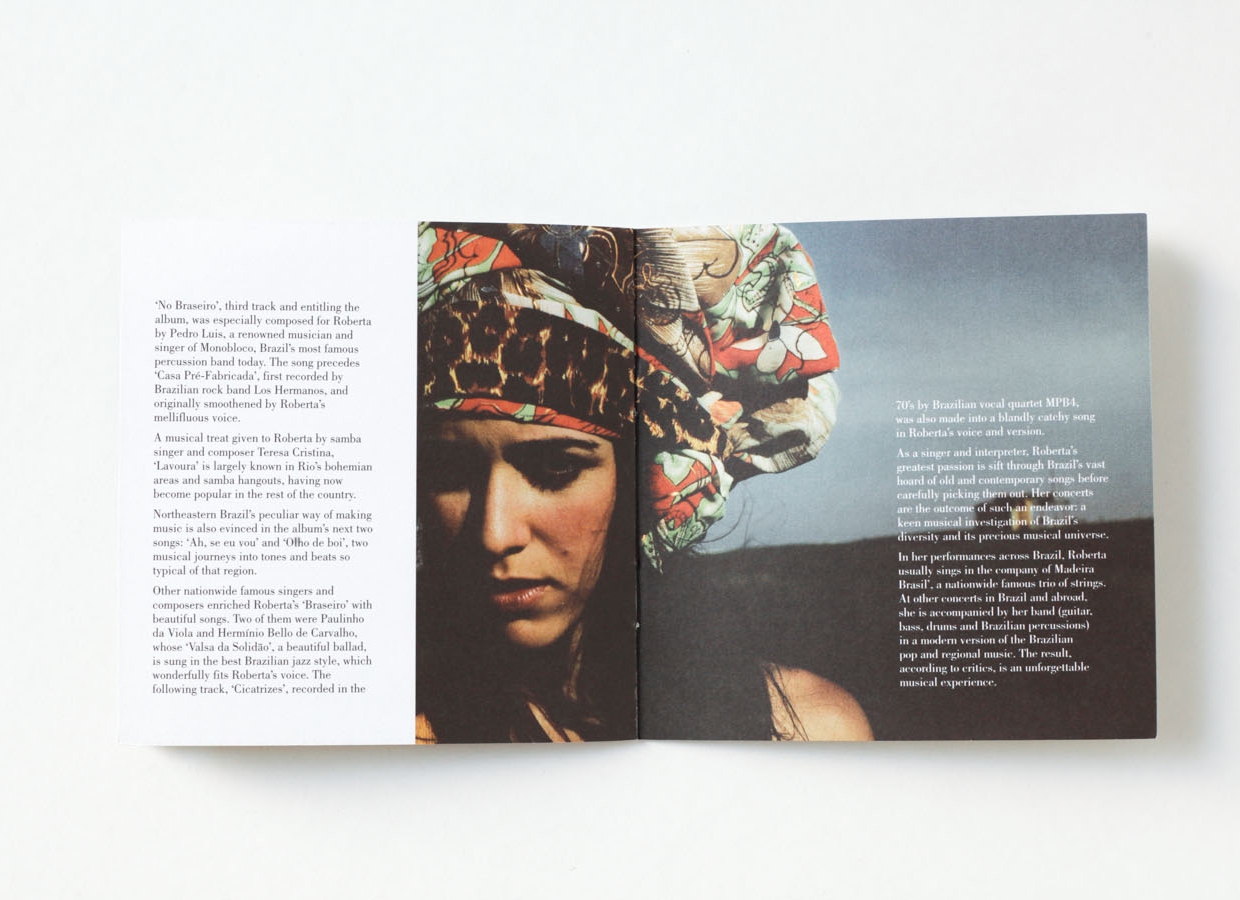 ‘No Braseiro’, third track and entitling the
album, was especially composed for Roberta
by Pedro Luis, a renowned musician and
singer of Monobloco, Brazil’s most famous
percussion band today. The song precedes
‘Casa Pré-Fabricada’, first recorded by
Brazilian rock band Los Hermanos, and
originally smoothened by Roberta’s
mellifluous voice.
A musical treat given to Roberta by samba
singer and composer Teresa Cristina,
‘Lavoura’ is largely known in Rio’s bohemian
areas and samba hangouts, having now
become popular in the rest of the country.
Northeastern Brazil’s peculiar way of making
music is also evinced in the album’s next two
songs: ‘Ah, se eu vou’ and ‘Olho de boi’, two
musical journeys into tones and beats so
typical of that region.
Other nationwide famous singers and
composers enriched Roberta’s ‘Braseiro’ with
beautiful songs. Two of them were Paulinho
da Viola and Hermínio Bello de Carvalho,
whose ‘Valsa da Solidão’, a beautiful ballad,
is sung in the best Brazilian jazz style, which
wonderfully fits Roberta’s voice. The
following track, ‘Cicatrizes’, recorded in the
70’s by Brazilian vocal quartet MPB4,
was also made into a blandly catchy song
in Roberta’s voice and version.
As a singer and interpreter, Roberta’s
greatest passion is sift through Brazil’s vast
hoard of old and contemporary songs before
carefully picking them out. Her concerts
are the outcome of such an endeavor: a
keen musical investigation of Brazil’s
diversity and its precious musical universe.
In her performances across Brazil, Roberta
usually sings in the company of Madeira
Brasil’, a nationwide famous trio of strings.
At other concerts in Brazil and abroad,
she is accompanied by her band (guitar,
bass, drums and Brazilian percussions)
in a modern version of the Brazilian
pop and regional music. The result,
according to critics, is an unforgettable
musical experience.